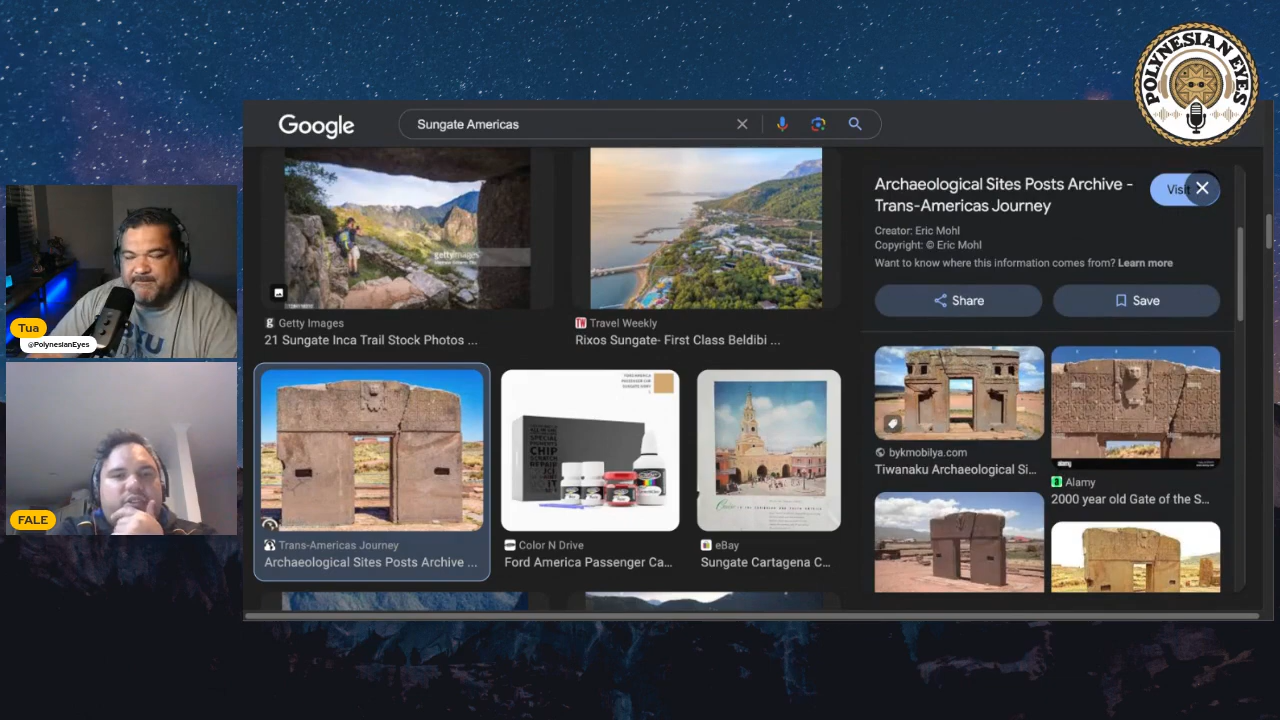 POLYNESIAN EYES
Google
Sungate Americas
gettyimages
Getty Images
21 Sungate Inca Trail Stock Photos ...
Travel Weekly
Rixos Sungate- First Class Beldibi ...
Archaeological Sites Posts Archive -
Trans-Americas Journey
Visit
Creator: Eric Mohl
Copyright: © Eric Mohl
Want to know where this information comes from? Learn more
Share
Save
Tua
@PolynesianEyes
FALE
Trans-Americas Journey
Archaeological Sites Posts Archive ...
CHIP
Color N Drive
Ford America Passenger Ca...
eBay
Sungate Cartagena C...
bykmobilya.com
Tiwanaku Archaeological Si...
alamy
Alamy
2000 year old Gate of the S...